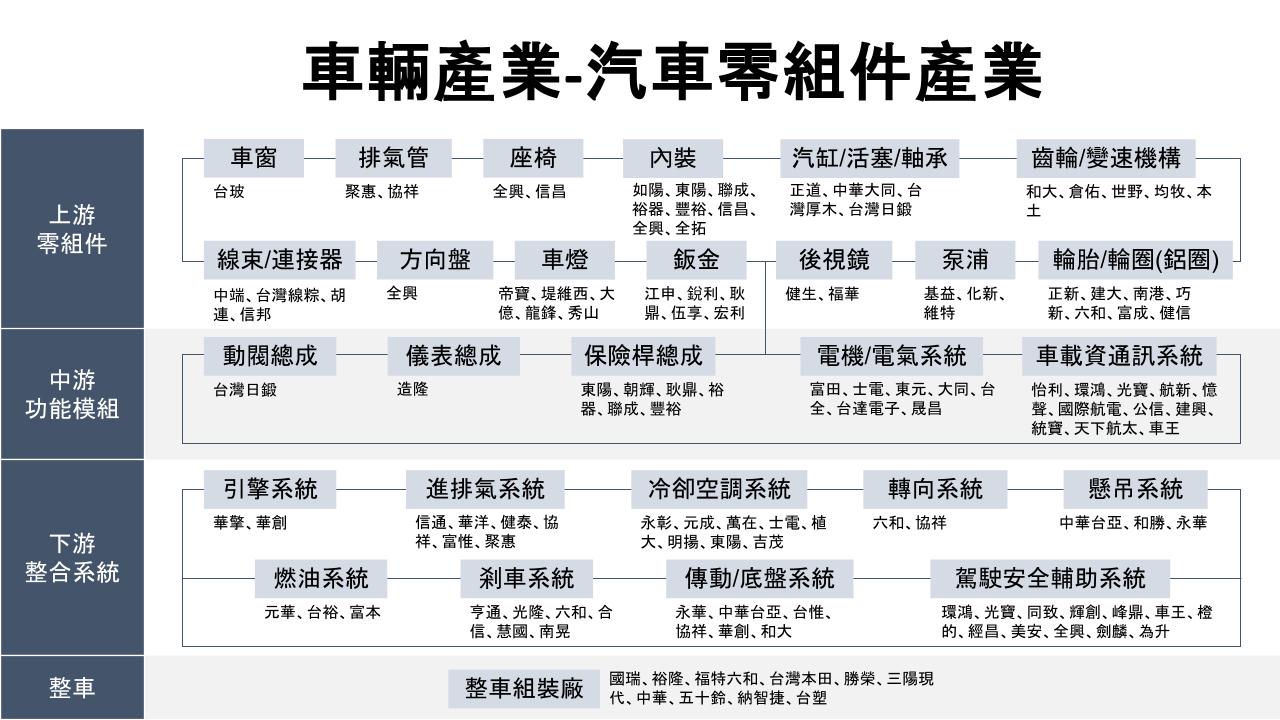 車輛產業-汽車零組件產業
上游
零組件
車窗
台玻
排氣管
聚惠、協祥
座椅
全興、信昌
內裝
如陽、東陽、聯成、
裕器、豐裕、信昌、
全興、全拓
汽缸/活塞/軸承
正道、中華大同、台
灣厚木、台灣日鍛
齒輪/變速機構
和大、倉佑、世野、均牧、本
土
線束/連接器
中端、台灣線粽、胡
連、信邦
方向盤
全興
車燈
帝寶、堤維西、大
億、龍鋒、秀山
鈑金
江申、銳利、耿
鼎、伍享、宏利
後視鏡
健生、福華
泵浦
基益、化新、
維特
輪胎/輪圈(鋁圈)
正新、建大、南港、巧
新、六和、富成、健信
中游
功能模組
動閥總成
台灣日鍛
儀表總成
造隆
保險桿總成
東陽、朝輝、耿鼎、裕
器、聯成、豐裕
電機/電氣系統
富田、士電、東元、大同、台
全、台達電子、晟昌
車載資通訊系統
怡利、環鴻、光寶、航新、憶
聲、國際航電、公信、建興、
統寶、天下航太、車王
下游
整合系統
引擎系統
華擎、華創
進排氣系統
信通、華洋、健泰、協
祥、富惟、聚惠
冷卻空調系統
永彰、元成、萬在、士電、植
大、明揚、東陽、吉茂
轉向系統
六和、協祥
懸吊系統
中華台亞、和勝、永華
燃油系統
元華、台裕、富本
剎車系統
亨通、光隆、六和、合
信、慧國、南晃
傳動/底盤系統
永華、中華台亞、台惟、
協祥、華創、和大
駕駛安全輔助系統
環鴻、光寶、同致、輝創、峰鼎、車王、橙
的、經昌、美安、全興、劍麟、為升
整車
整車組裝廠
國瑞、裕隆、福特六和、台灣本田、勝榮、三陽現
代、中華、五十鈴、納智捷、台塑